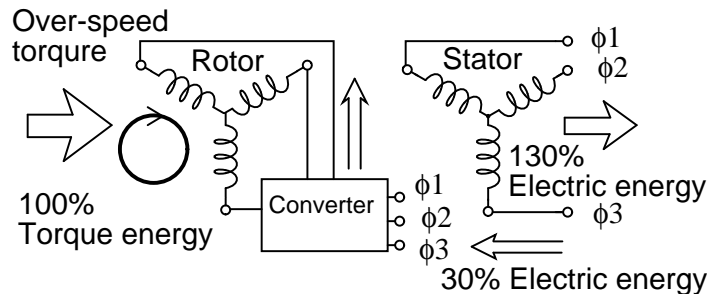 Over-speed
torqure
Rotor
Stator
ϕ1
ϕ2
130%
Electric energy
ϕ3
100%
Torque energy
Converter
ϕ1
ϕ2
ϕ3
30% Electric energy